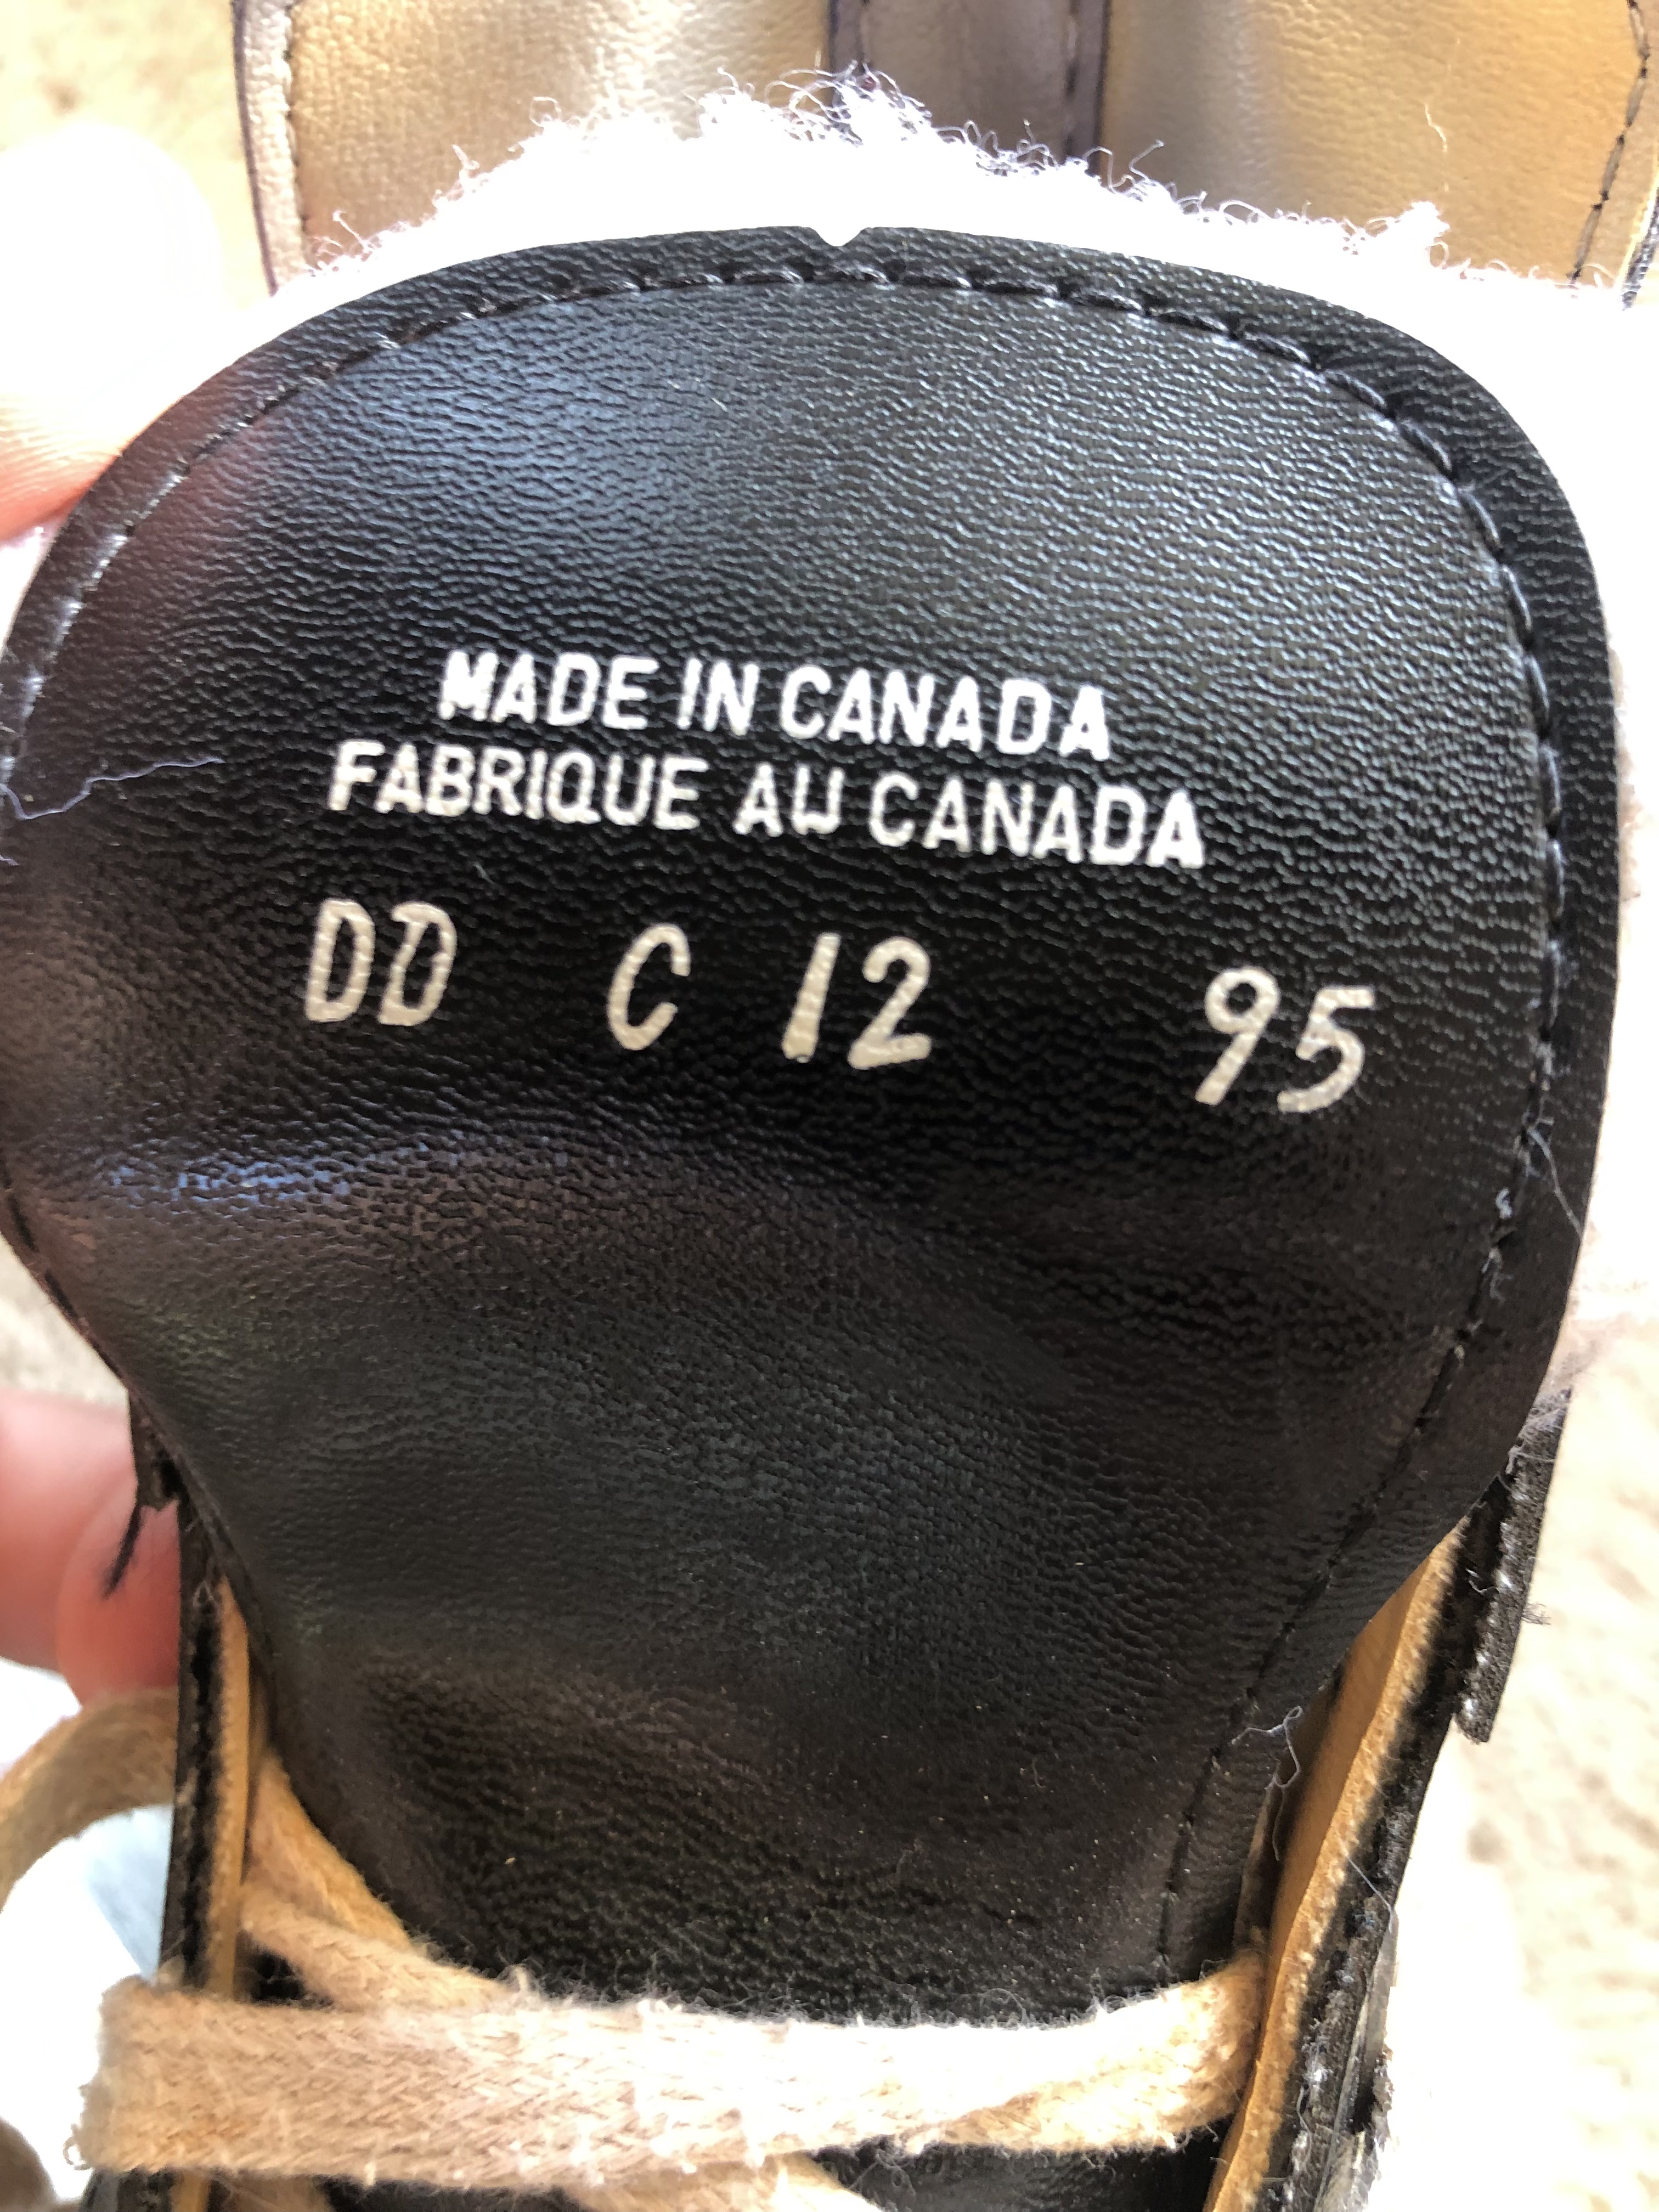 MADE IN CANADA
FABRIQUE AU CANADA
DD C 12 95